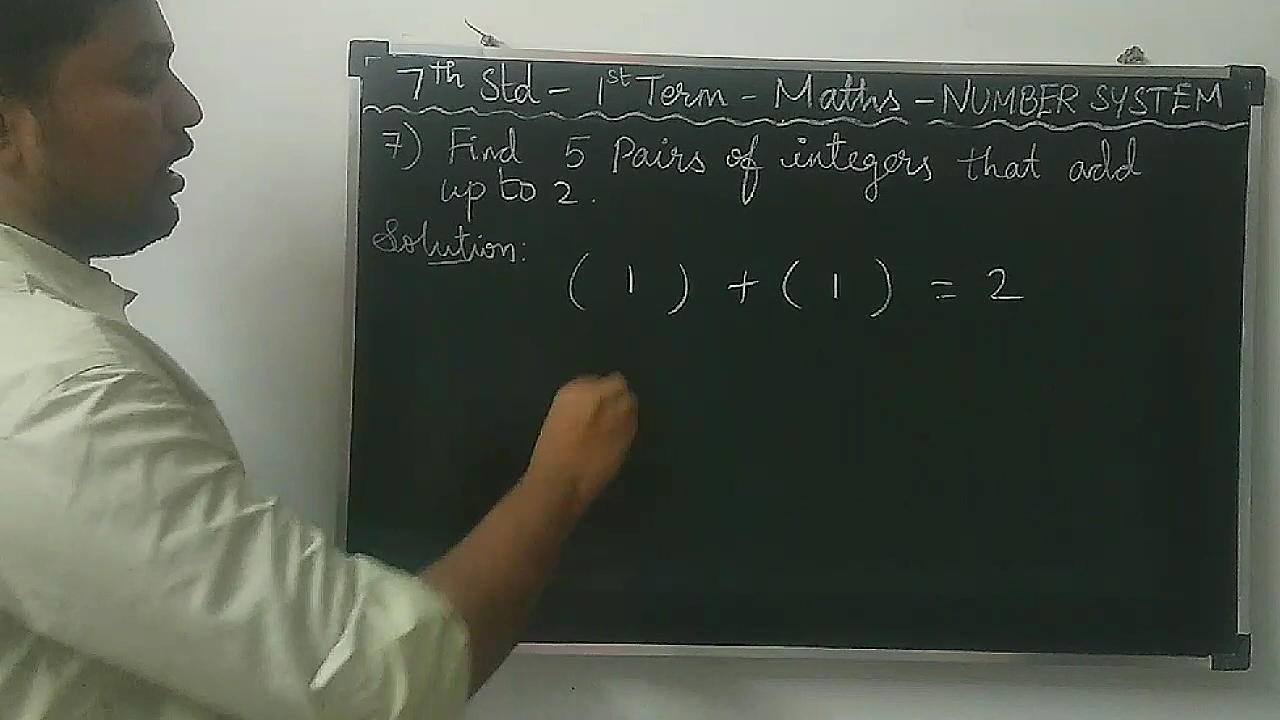 7th Std - 1st Term - Maths - NUMBER SYSTEM
7) Find 5 Pairs of integers that add
up to 2.
Solution:
( 1 ) + ( 1 ) = 2